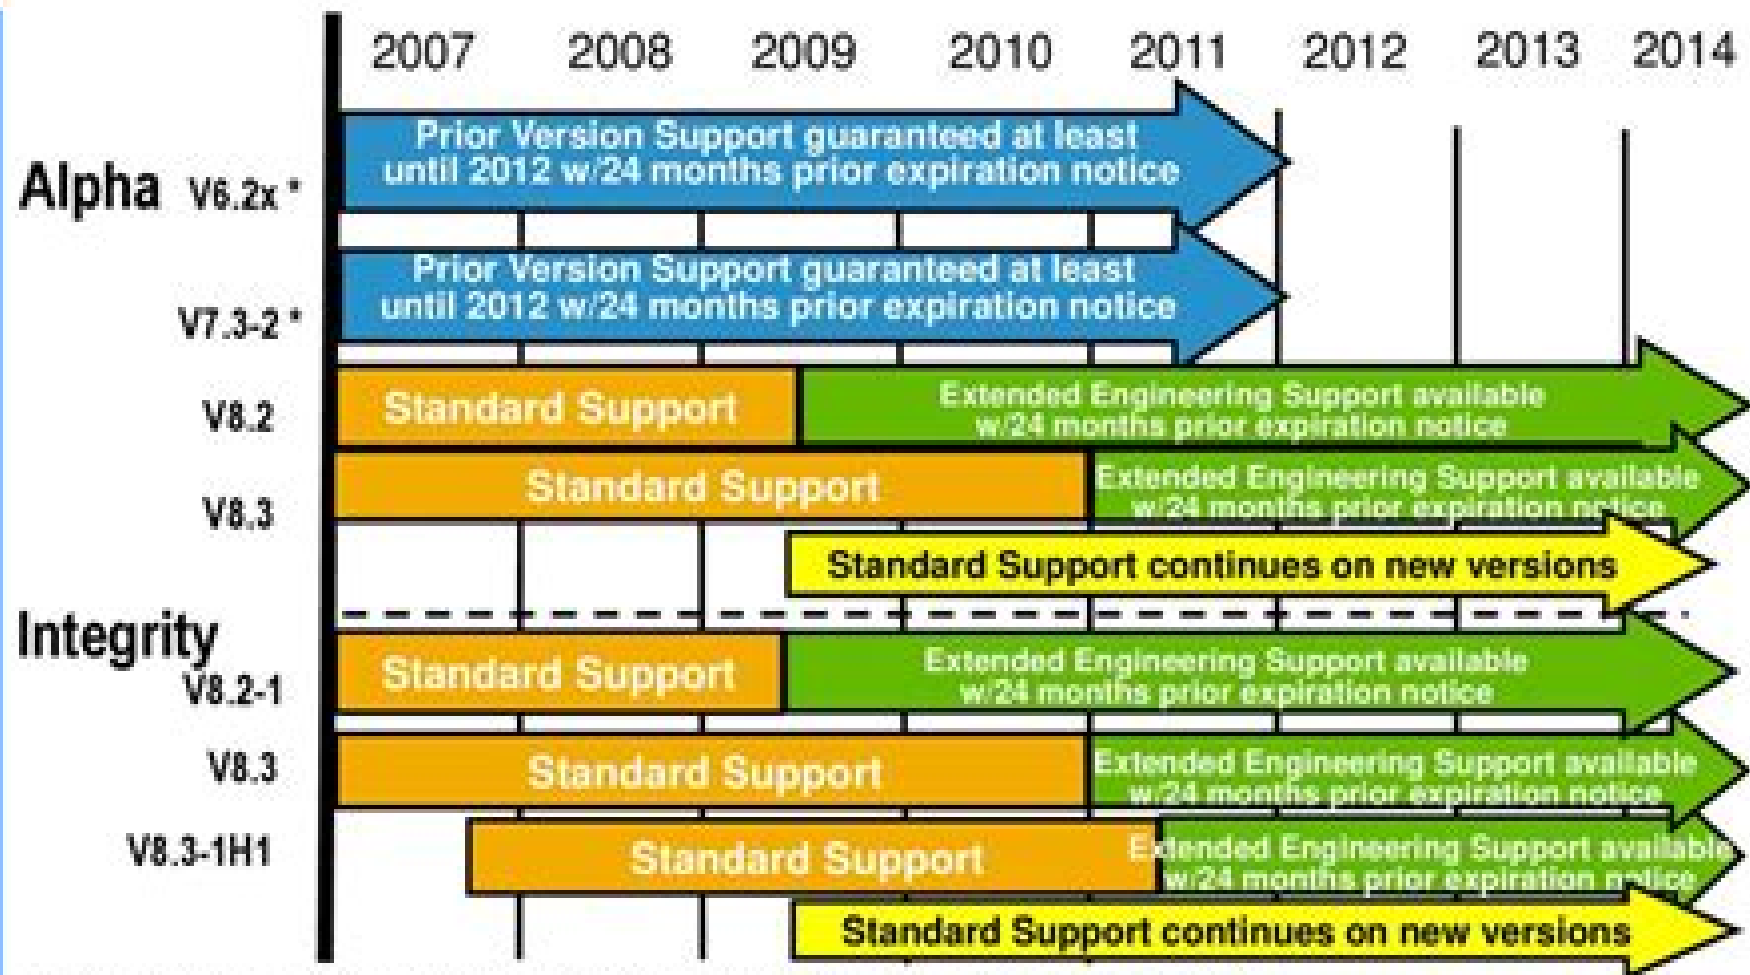 2007 2008 2009 2010 2011 2012 2013 2014
Prior Version Support guaranteed at least
until 2012 w/24 months prior expiration notice
Alpha V6.2x *
Prior Version Support guaranteed at least
until 2012 w/24 months prior expiration notice
V7.3-2 *
Standard Support
Extended Engineering Support available
w/24 months prior expiration notice
V8.2
Standard Support
Extended Engineering Support available
w/24 months prior expiration notice
V8.3
Standard Support continues on new versions
Integrity
Standard Support
Extended Engineering Support available
w/24 months prior expiration notice
V8.2-1
Standard Support
Extended Engineering Support available
w/24 months prior expiration notice
V8.3
V8.3-1H1
Standard Support
Extended Engineering Support available
w/24 months prior expiration notice
Standard Support continues on new versions